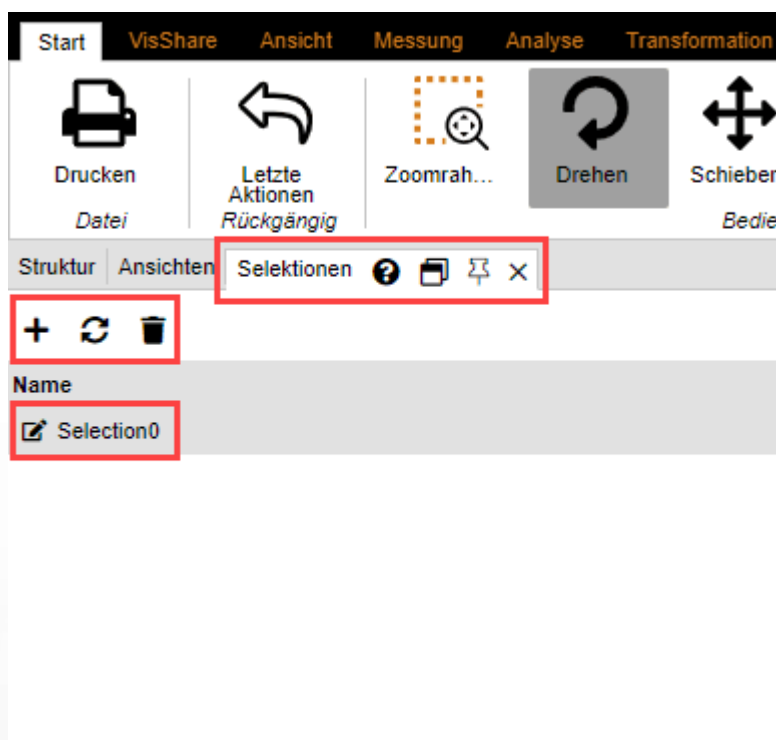 Start VisShare Ansicht Messung Analyse Transformation
Drucken Letzte Aktionen Zoomrah... Drehen Schieben
Datei Rückgängig Bedie
Struktur Ansichten Selektionen
Name
Selection0